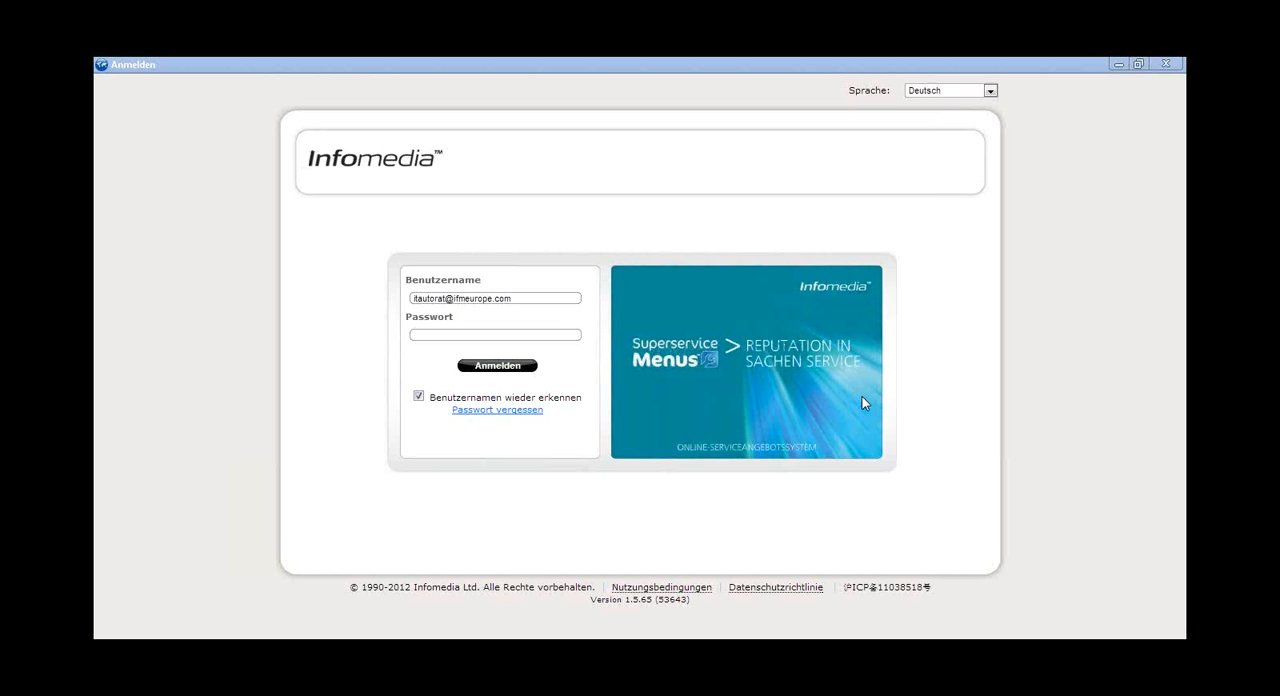 Anmelden
Sprache: Deutsch
Infomedia™
Benutzername
itautorat@ifmeurope.com
Passwort
Anmelden
Benutzernamen wieder erkennen
Passwort vergessen
Infomedia™
Superservice
Menus
> REPUTATION IN
SACHEN SERVICE
ONLINE-SERVICEANGEBOTSSYSTEM
© 1990-2012 Infomedia Ltd. Alle Rechte vorbehalten. | Nutzungsbedingungen | Datenschutzrichtlinie | 沪ICP备11038518号
Version 1.5.65 (53643)